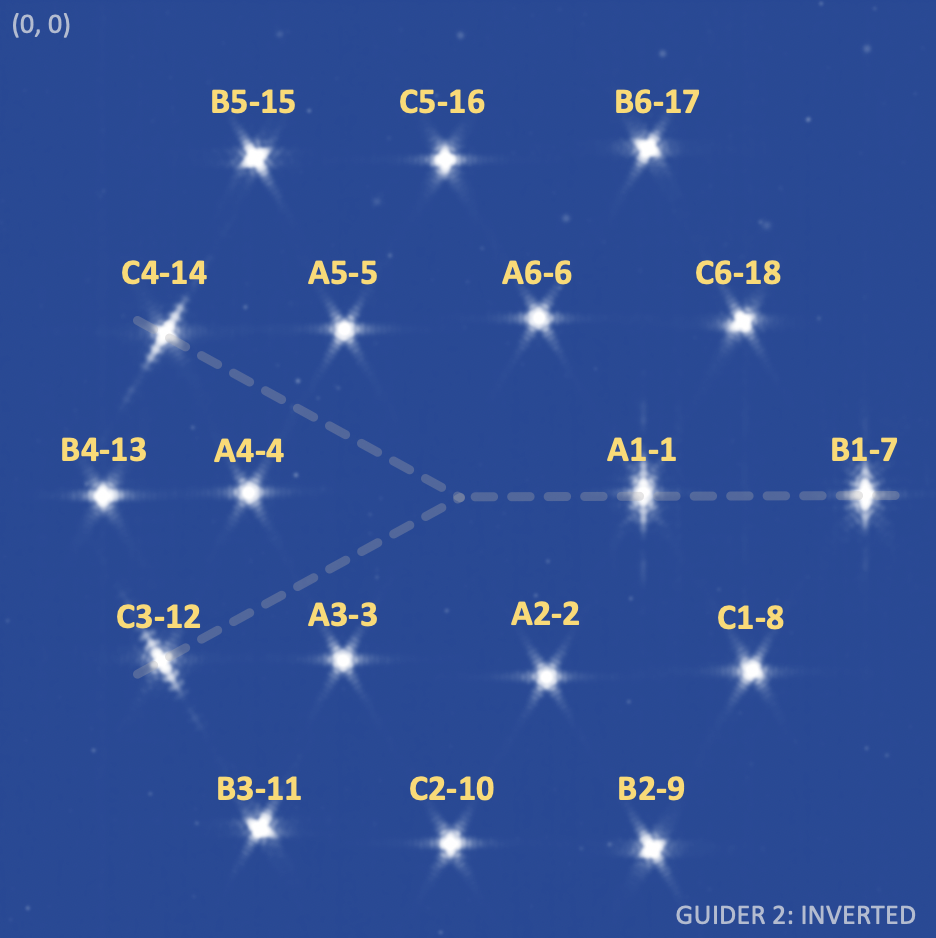 (0, 0)
B5-15 C5-16 B6-17
C4-14 A5-5 A6-6 C6-18
B4-13 A4-4 A1-1 B1-7
C3-12 A3-3 A2-2 C1-8
B3-11 C2-10 B2-9
GUIDER 2: INVERTED